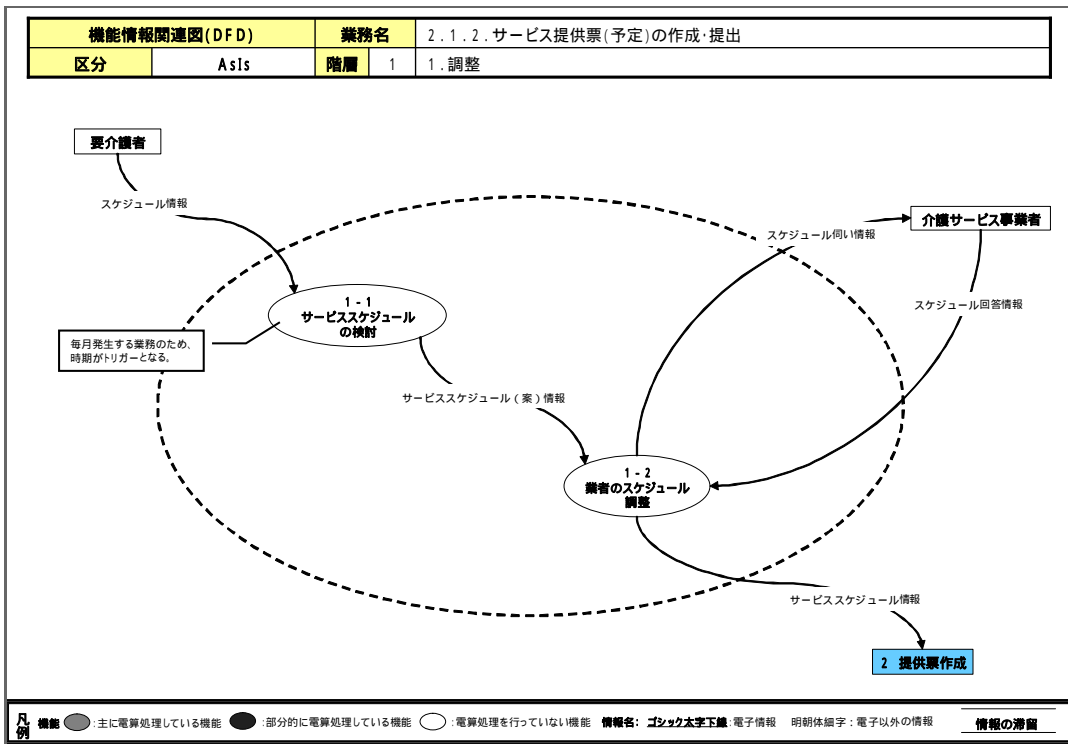 機能情報関連図(DFD) 業務名 2.1.2.サービス提供票(予定)の作成・提出
区分 AsIs 階層 1 1.調整
要介護者
スケジュール情報
介護サービス事業者
スケジュール伺い情報
スケジュール回答情報
1-1
サービススケジュール
の検討
毎月発生する業務のため、
時期がトリガーとなる。
サービススケジュール(案)情報
1-2
業者のスケジュール
調整
サービススケジュール情報
2 提供票作成
凡例 機能 :主に電算処理している機能 :部分的に電算処理している機能 :電算処理を行っていない機能 情報名: ゴシック太字下線:電子情報 明朝体細字:電子以外の情報 情報の滞留